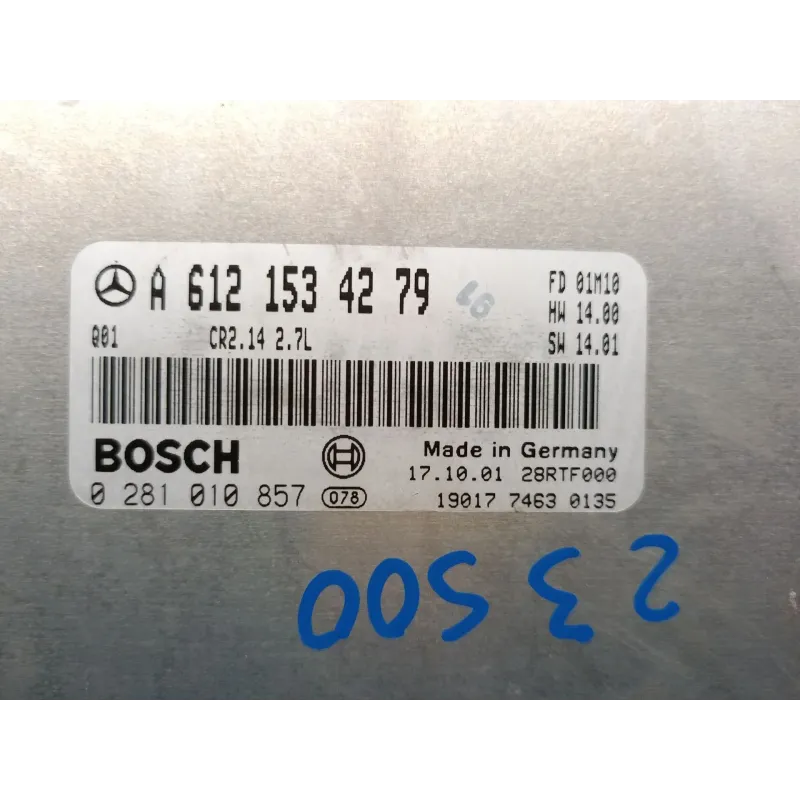 A 612 153 42 79
FD 01M10
HW 14.00
Q01 CR2.14 2.7L
SW 14.01
BOSCH
Made in Germany
17.10.01 28RTF000
0 281 010 857 078
19017 7463 0135
23500